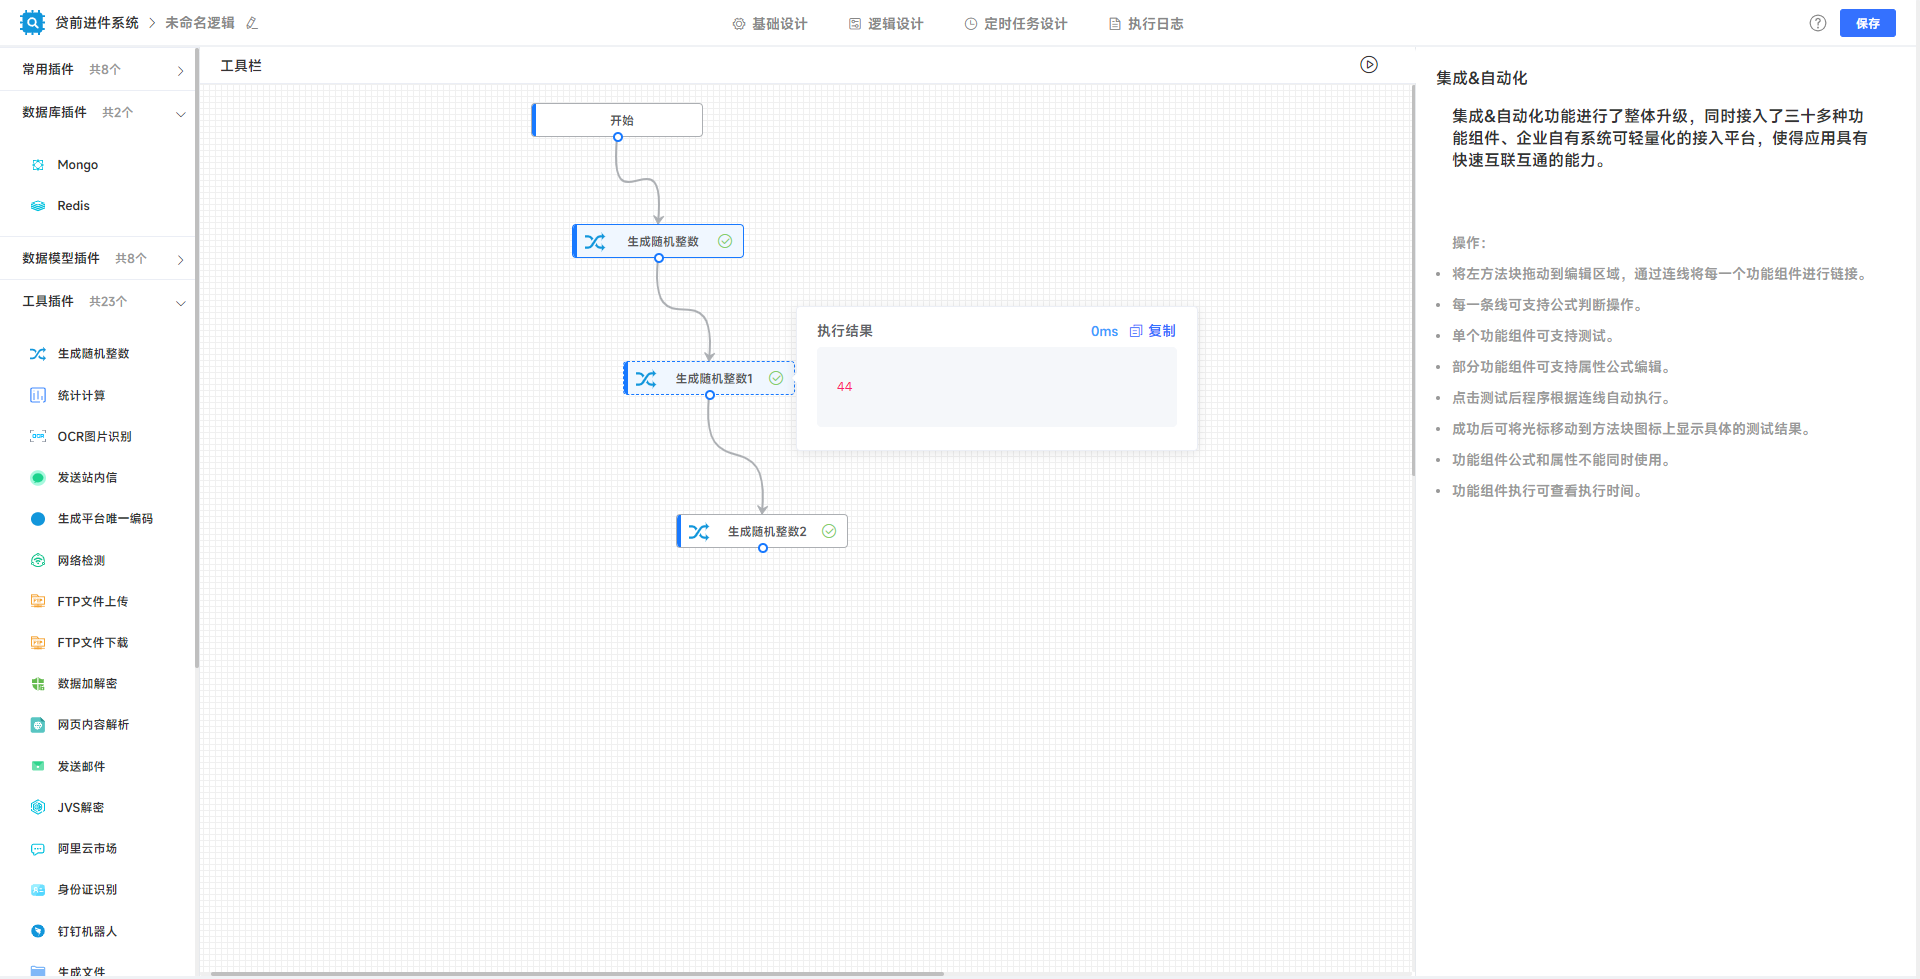 贷前进件系统 > 未命名逻辑
基础设计 逻辑设计 定时任务设计 执行日志
保存
常用插件 共8个
数据库插件 共2个
Mongo
Redis
数据模型插件 共8个
工具插件 共23个
生成随机整数
统计计算
OCR图片识别
发送站内信
生成平台唯一编码
网络检测
FTP文件上传
FTP文件下载
数据加解密
网页内容解析
发送邮件
JVS解密
阿里云市场
身份证识别
钉钉机器人
生成文件
工具栏
开始
生成随机整数
生成随机整数1
执行结果 0ms 复制
44
生成随机整数2
集成&自动化
集成&自动化功能进行了整体升级，同时接入了三十多种功
能组件、企业自有系统可轻量化的接入平台，使得应用具有
快速互联互通的能力。
操作：
• 将左方法块拖动到编辑区域，通过连线将每一个功能组件进行链接。
• 每一条线可支持公式判断操作。
• 单个功能组件可支持测试。
• 部分功能组件可支持属性公式编辑。
• 点击测试后程序根据连线自动执行。
• 成功后可将光标移动到方法块图标上显示具体的测试结果。
• 功能组件公式和属性不能同时使用。
• 功能组件执行可查看执行时间。